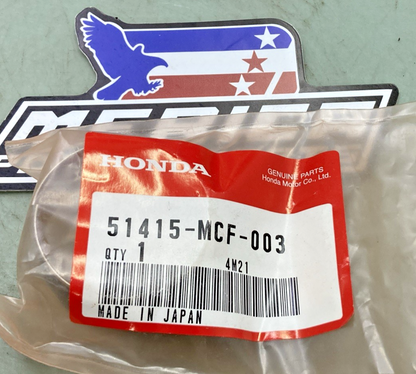 HONDA
GENUINE PARTS
Honda Motor Co., Ltd.
51415-MCF-003
QTY 1
4M21
MADE IN JAPAN